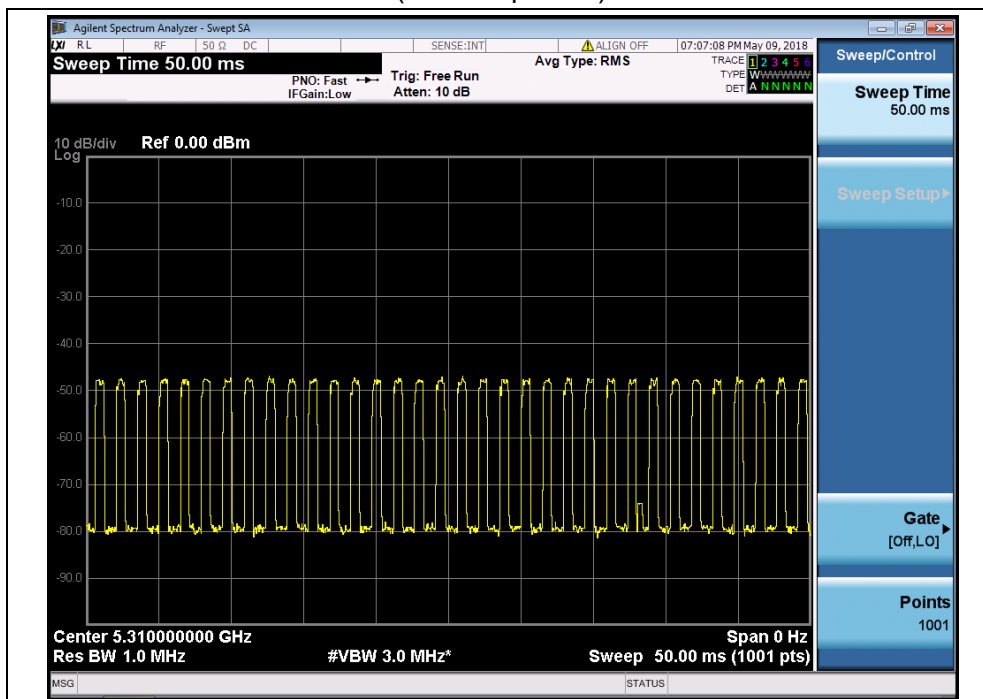 Agilent Spectrum Analyzer - Swept SA
LXI RL RF 50 Ω DC SENSE:INT ALIGN OFF 07:07:08 PM May 09, 2018
Sweep Time 50.00 ms
PNO: Fast
IFGain:Low
Trig: Free Run
Atten: 10 dB
Avg Type: RMS
TRACE 1 2 3 4 5 6
TYPE WWWWWW
DET A N N N N N
10 dB/div
Log
Ref 0.00 dBm
-10.0
-20.0
-30.0
-40.0
-50.0
-60.0
-70.0
-80.0
-90.0
Center 5.310000000 GHz
Span 0 Hz
Res BW 1.0 MHz
#VBW 3.0 MHz*
Sweep 50.00 ms (1001 pts)
MSG
STATUS
Sweep/Control
Sweep Time
50.00 ms
Sweep Setup
Gate
[Off,LO]
Points
1001